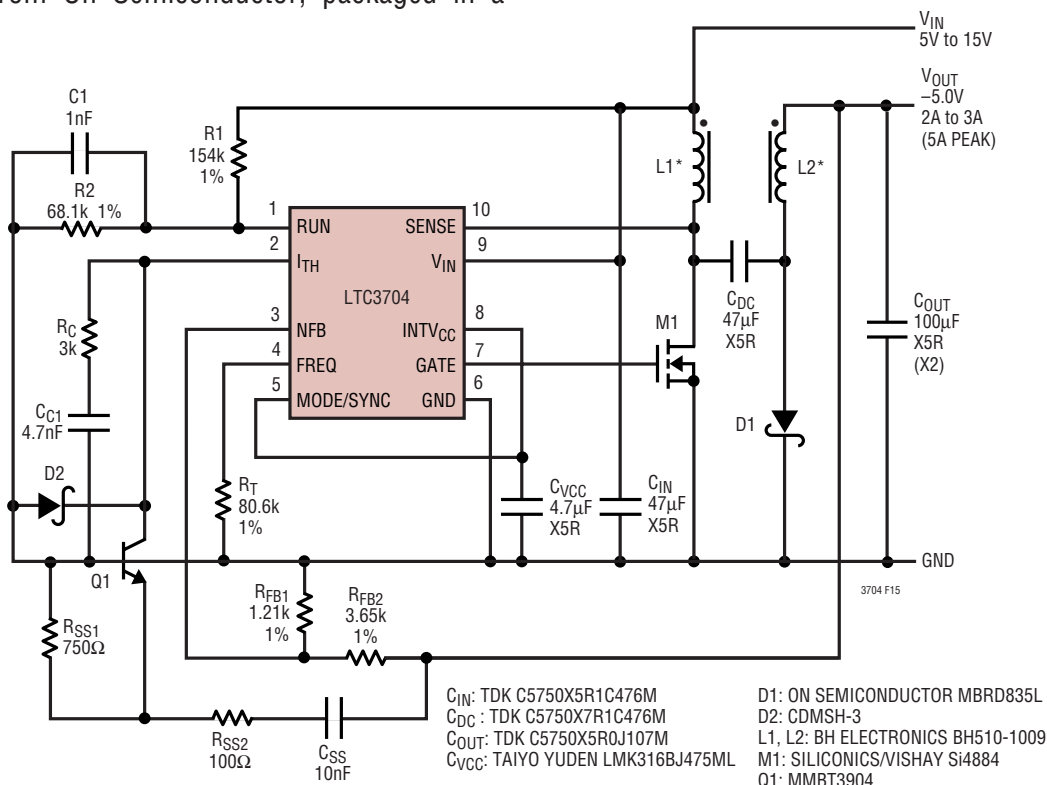 from On Semiconductor, packaged in a
V_IN
5V to 15V
V_OUT
–5.0V
2A to 3A
(5A PEAK)
C1
1nF
R1
154k
1%
L1*
L2*
R2
68.1k 1%
1
RUN
SENSE
10
2
I_TH
V_IN
9
LTC3704
3
NFB
INTV_CC
8
4
FREQ
GATE
7
5
MODE/SYNC
GND
6
R_C
3k
C_C1
4.7nF
D2
R_T
80.6k
1%
M1
C_DC
47µF
X5R
C_OUT
100µF
X5R
(X2)
D1
C_VCC
4.7µF
X5R
C_IN
47µF
X5R
GND
3704 F15
Q1
R_SS1
750Ω
R_FB1
1.21k
1%
R_FB2
3.65k
1%
R_SS2
100Ω
C_SS
10nF
C_IN: TDK C5750X5R1C476M
C_DC : TDK C5750X7R1C476M
C_OUT: TDK C5750X5R0J107M
C_VCC: TAIYO YUDEN LMK316BJ475ML
D1: ON SEMICONDUCTOR MBRD835L
D2: CDMSH-3
L1, L2: BH ELECTRONICS BH510-1009
M1: SILICONICS/VISHAY Si4884
Q1: MMBT3904